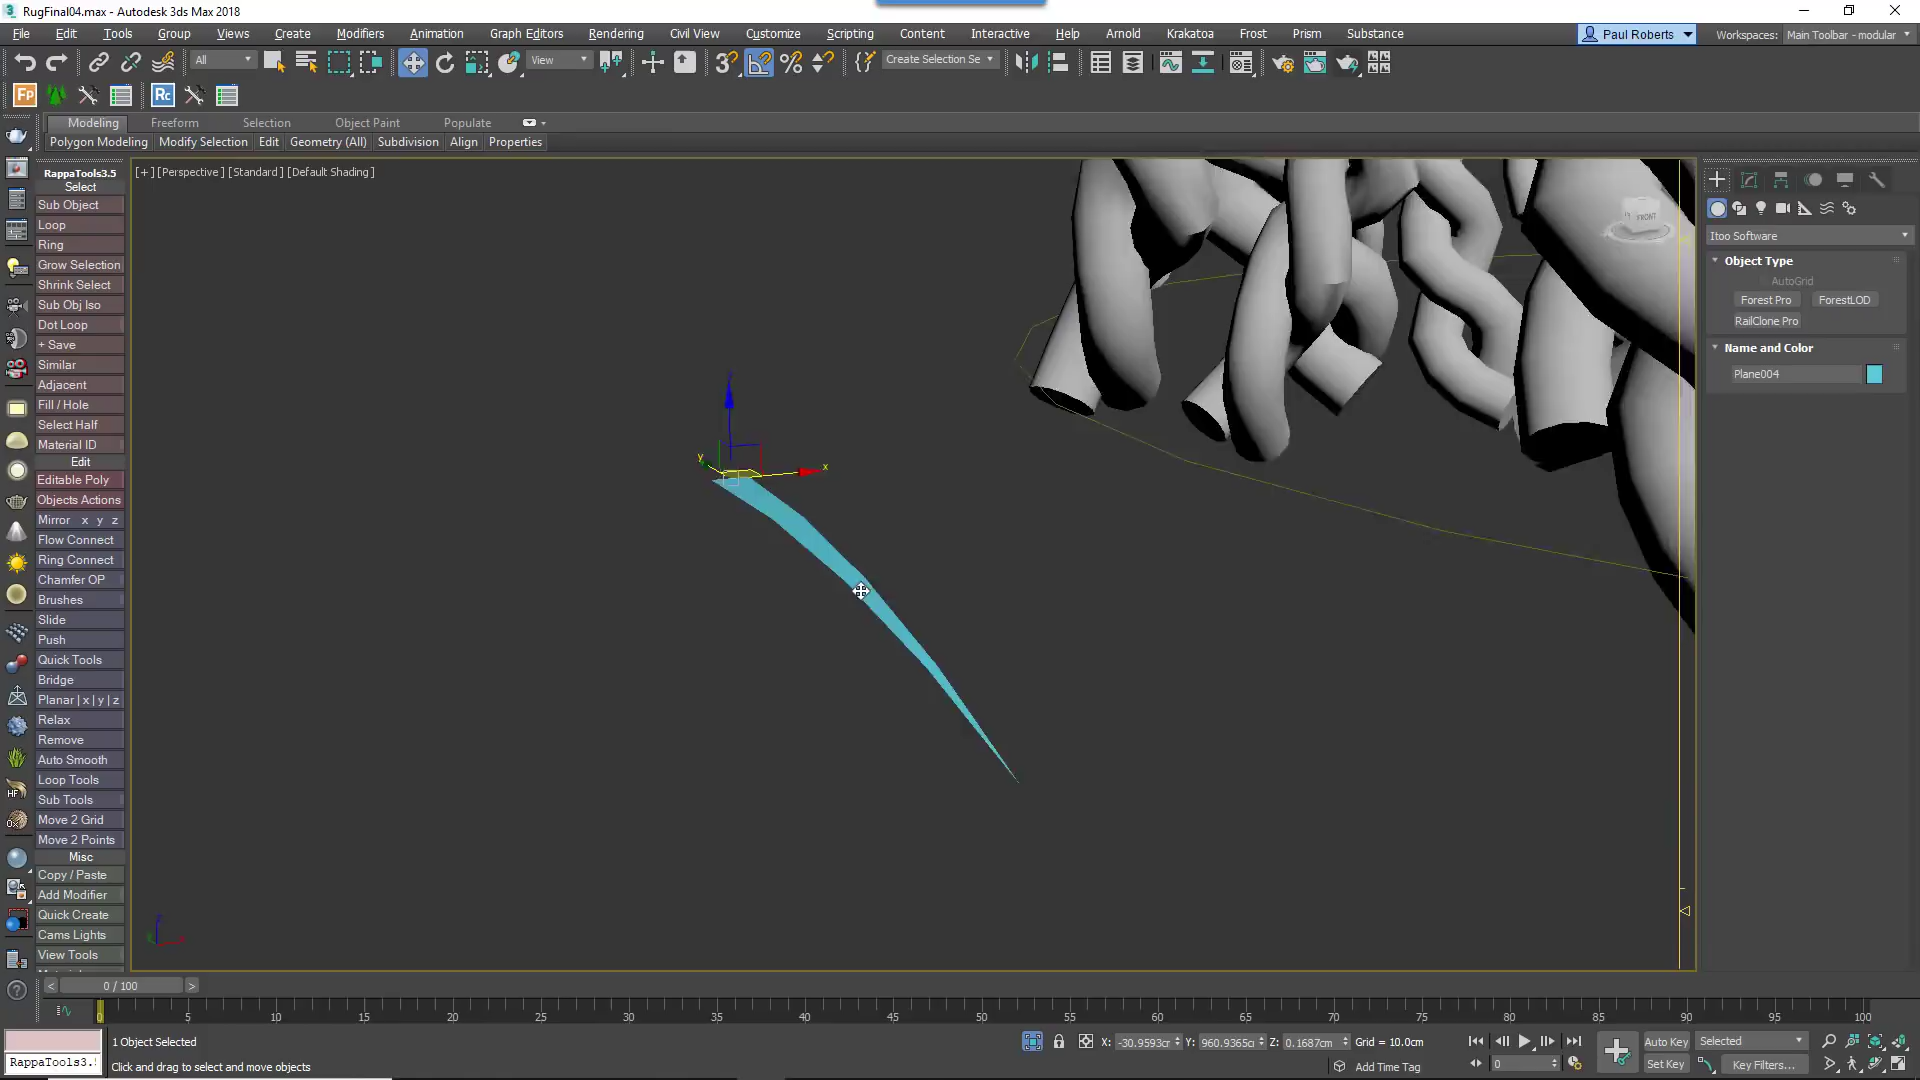 RugFinal04.max - Autodesk 3ds Max 2018
File Edit Tools Group Views Create Modifiers Animation Graph Editors Rendering Civil View Customize Scripting Content Interactive Help Arnold Krakatoa Frost Prism Substance Paul Roberts Workspaces: Main Toolbar - modular
All View Create Selection Se
Modeling Freeform Selection Object Paint Populate
Polygon Modeling Modify Selection Edit Geometry (All) Subdivision Align Properties
[+] [Perspective] [Standard] [Default Shading]
RappaTools3.5
Select
Sub Object
Loop
Ring
Grow Selection
Shrink Select
Sub Obj Iso
Dot Loop
+ Save
Similar
Adjacent
Fill / Hole
Select Half
Material ID
Edit
Editable Poly
Objects Actions
Mirror x y z
Flow Connect
Ring Connect
Chamfer OP
Brushes
Slide
Push
Quick Tools
Bridge
Planar | x | y | z
Relax
Remove
Auto Smooth
Loop Tools
Sub Tools
Move 2 Grid
Move 2 Points
Misc
Copy / Paste
Add Modifier
Quick Create
Cams Lights
View Tools
y x
FRONT
Itoo Software
Object Type
AutoGrid
Forest Pro ForestLOD
RailClone Pro
Name and Color
Plane004
< 0 / 100 >
0 5 10 15 20 25 30 35 40 45 50 55 60 65 70 75 80 85 90 95 100
1 Object Selected X: -30.9593cm Y: 960.9365cm Z: 0.1687cm Grid = 10.0cm Auto Key Selected
RappaTools3. Click and drag to select and move objects Add Time Tag 0 Set Key Key Filters...